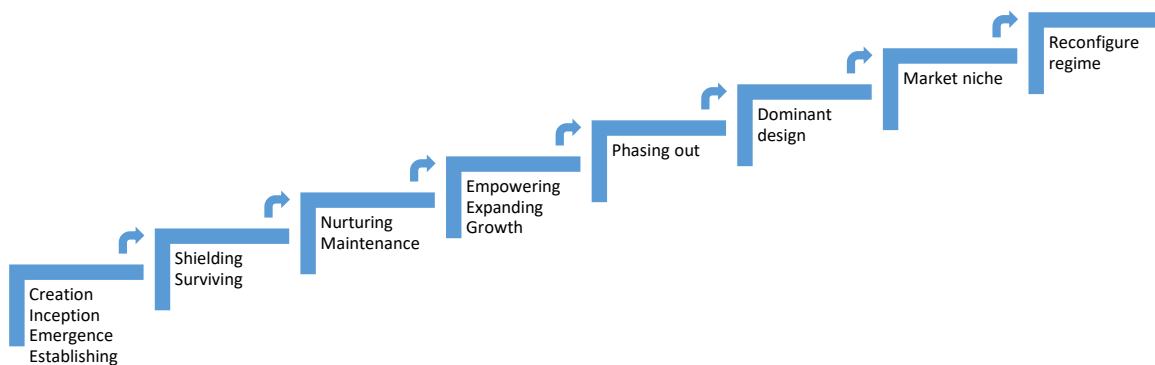 Creation
Inception
Emergence
Establishing
Shielding
Surviving
Nurturing
Maintenance
Empowering
Expanding
Growth
Phasing out
Dominant
design
Market niche
Reconfigure
regime